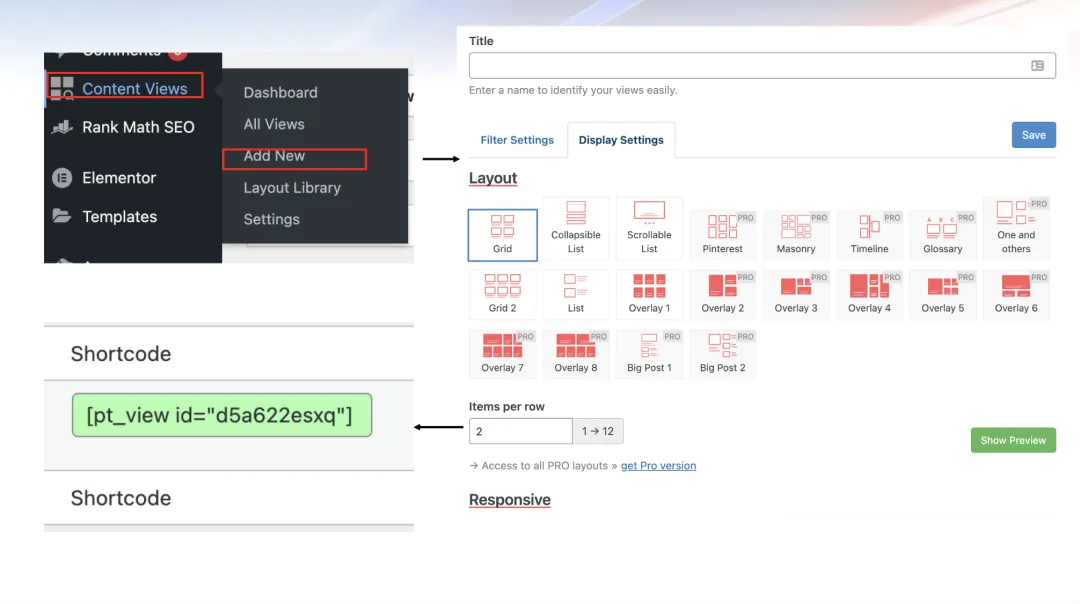 Comments
Content Views
Rank Math SEO
Elementor
Templates
Dashboard
All Views
Add New
Layout Library
Settings
Title
Enter a name to identify your views easily.
Filter Settings
Display Settings
Save
Layout
Grid
Collapsible
List
Scrollable
List
PRO
Pinterest
PRO
Masonry
PRO
Timeline
PRO
A B C
Glossary
PRO
One and
others
Grid 2
List
Overlay 1
PRO
Overlay 2
PRO
Overlay 3
PRO
Overlay 4
PRO
Overlay 5
PRO
Overlay 6
PRO
Overlay 7
PRO
Overlay 8
PRO
Big Post 1
PRO
Big Post 2
Items per row
2
1 → 12
Show Preview
→ Access to all PRO layouts » get Pro version
Responsive
Shortcode
[pt_view id="d5a622esxq"]
Shortcode